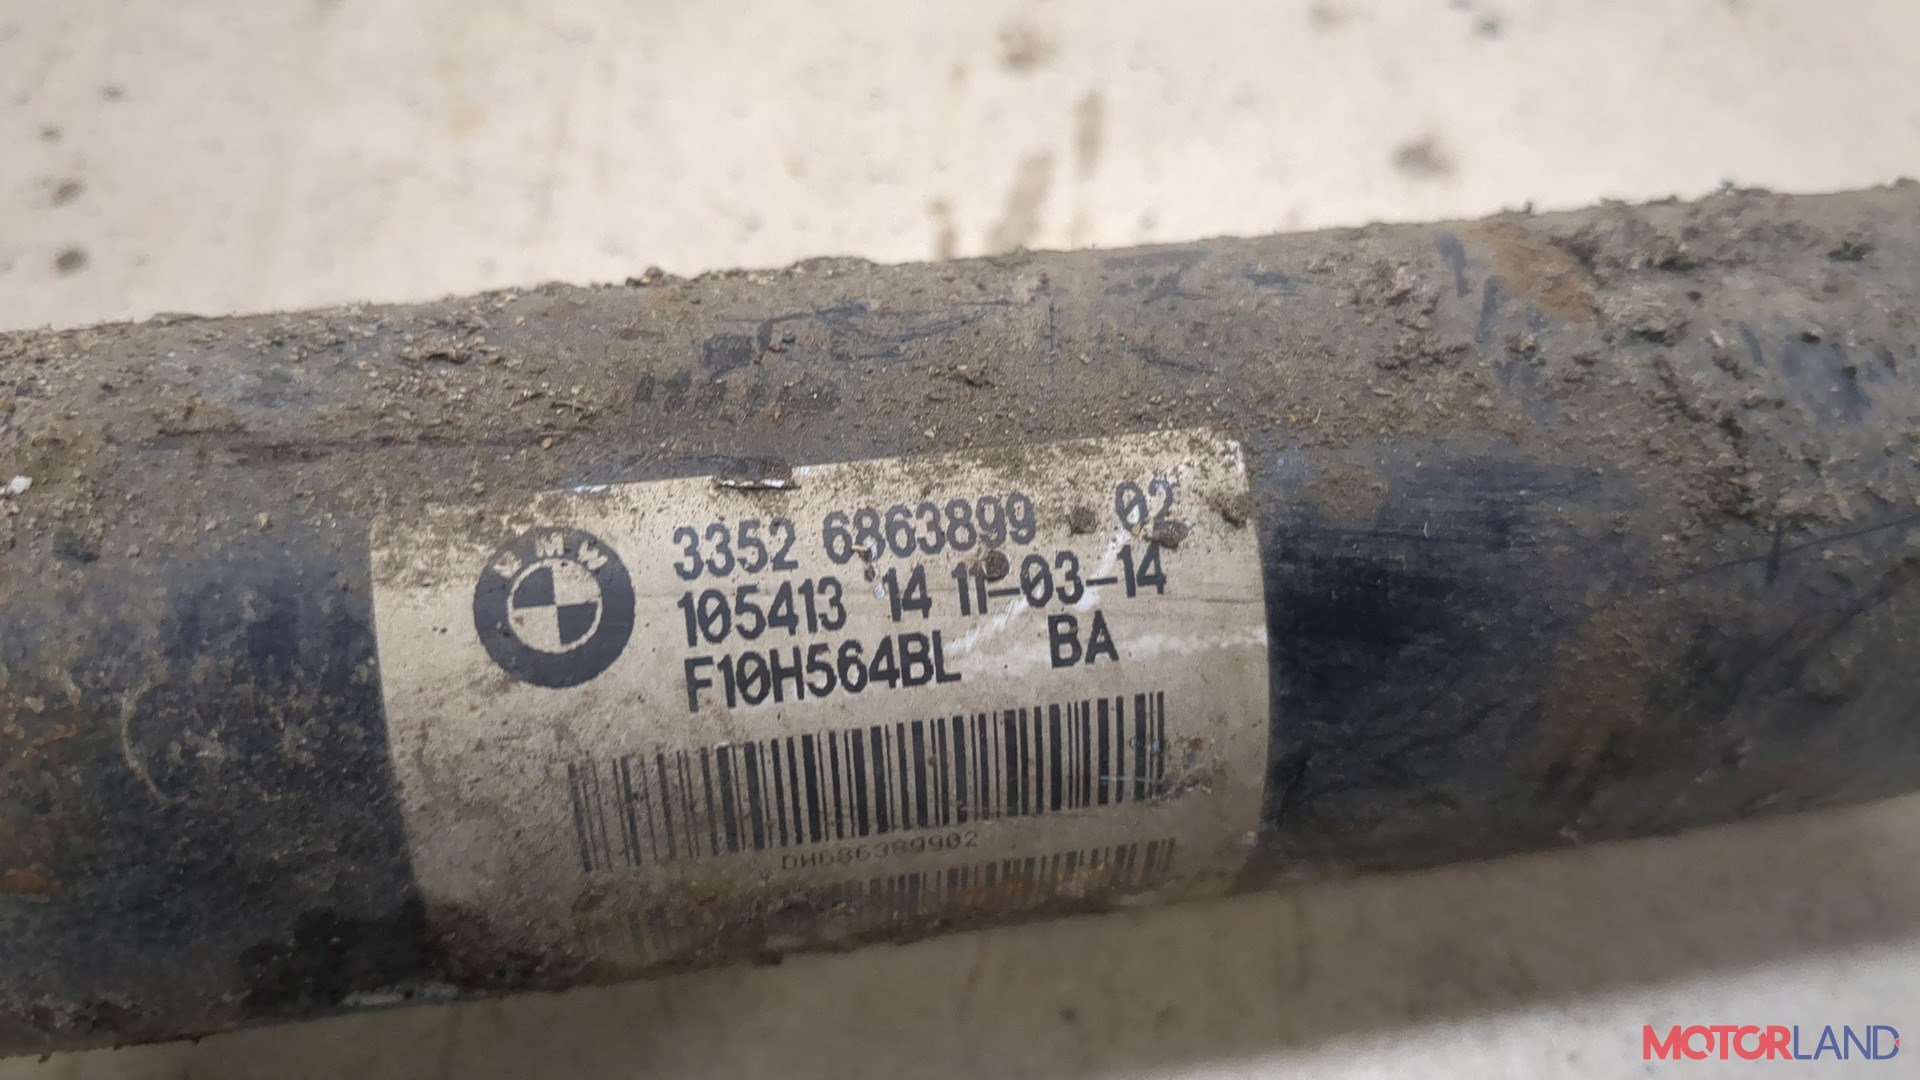 BMW
3352 6863899 02
105413 14 11-03-14
F10H564BL BA
DH686389902
MOTORLAND